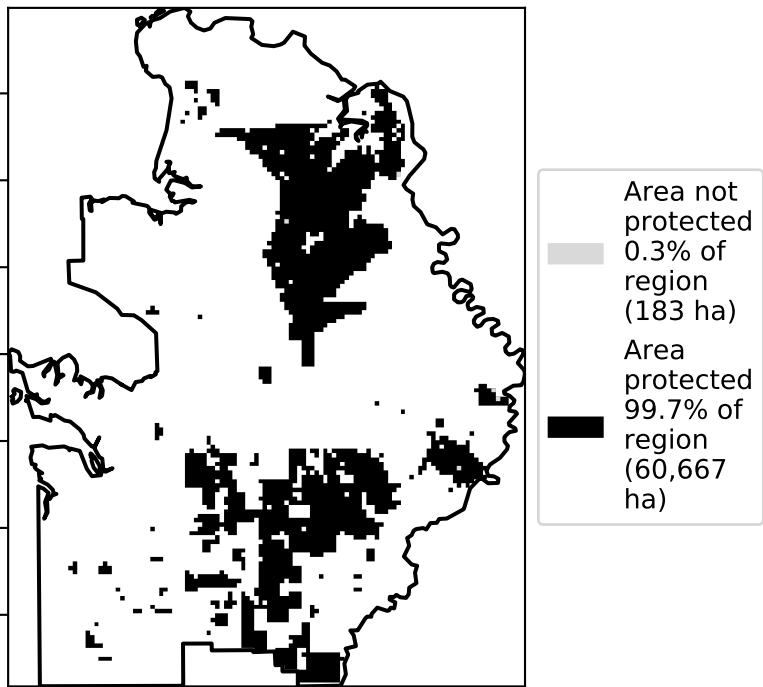 Area not
protected
0.3% of
region
(183 ha)
Area
protected
99.7% of
region
(60,667
ha)